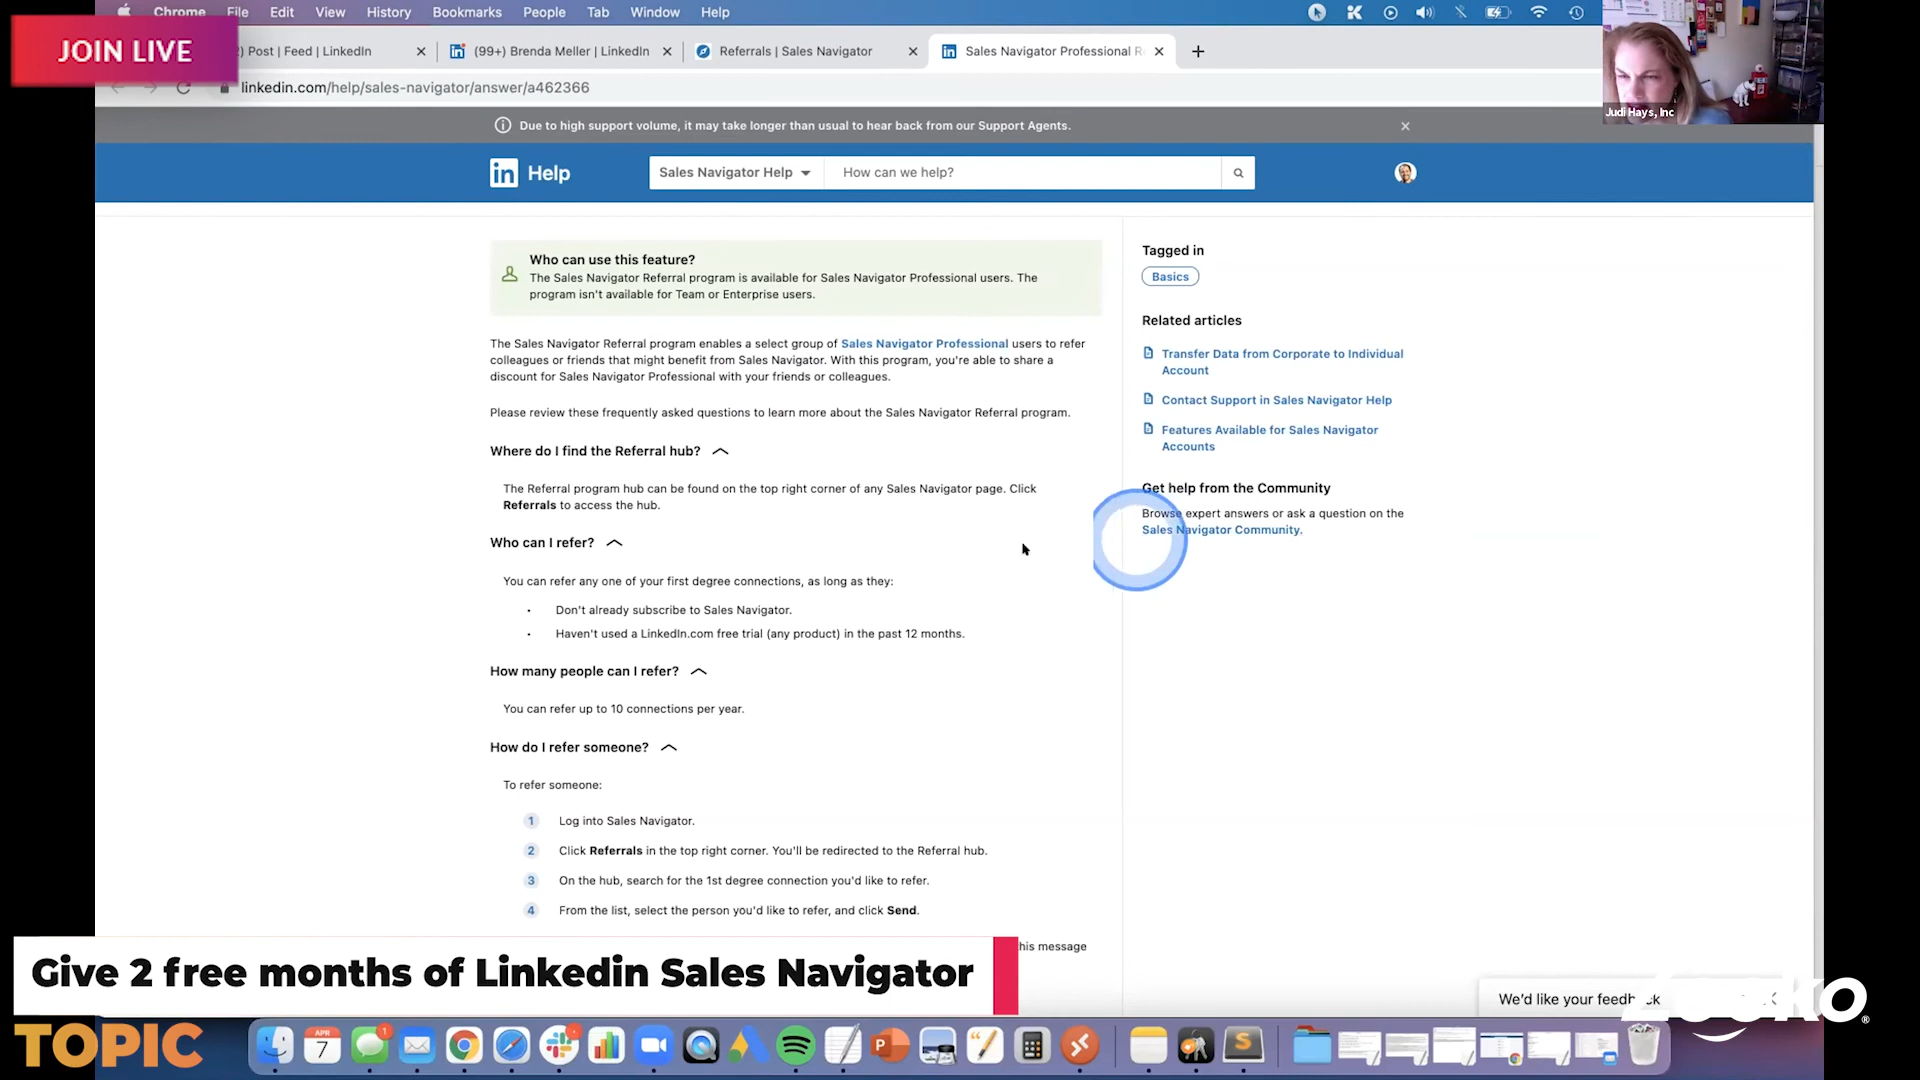 Chrome File Edit View History Bookmarks People Tab Window Help
JOIN LIVE
) Post | Feed | LinkedIn
(99+) Brenda Meller | LinkedIn
Referrals | Sales Navigator
Sales Navigator Professional R
linkedin.com/help/sales-navigator/answer/a462366
Judi Hays, Inc
Due to high support volume, it may take longer than usual to hear back from our Support Agents.
in Help
Sales Navigator Help
How can we help?
Who can use this feature?
The Sales Navigator Referral program is available for Sales Navigator Professional users. The
program isn't available for Team or Enterprise users.
The Sales Navigator Referral program enables a select group of Sales Navigator Professional users to refer
colleagues or friends that might benefit from Sales Navigator. With this program, you're able to share a
discount for Sales Navigator Professional with your friends or colleagues.
Please review these frequently asked questions to learn more about the Sales Navigator Referral program.
Where do I find the Referral hub?
The Referral program hub can be found on the top right corner of any Sales Navigator page. Click
Referrals to access the hub.
Who can I refer?
You can refer any one of your first degree connections, as long as they:
· Don't already subscribe to Sales Navigator.
· Haven't used a LinkedIn.com free trial (any product) in the past 12 months.
How many people can I refer?
You can refer up to 10 connections per year.
How do I refer someone?
To refer someone:
1 Log into Sales Navigator.
2 Click Referrals in the top right corner. You'll be redirected to the Referral hub.
3 On the hub, search for the 1st degree connection you'd like to refer.
4 From the list, select the person you'd like to refer, and click Send.
his message
Tagged in
Basics
Related articles
Transfer Data from Corporate to Individual
Account
Contact Support in Sales Navigator Help
Features Available for Sales Navigator
Accounts
Get help from the Community
Browse expert answers or ask a question on the
Sales Navigator Community.
Give 2 free months of Linkedin Sales Navigator
We'd like your
TOPIC
APR
7
1